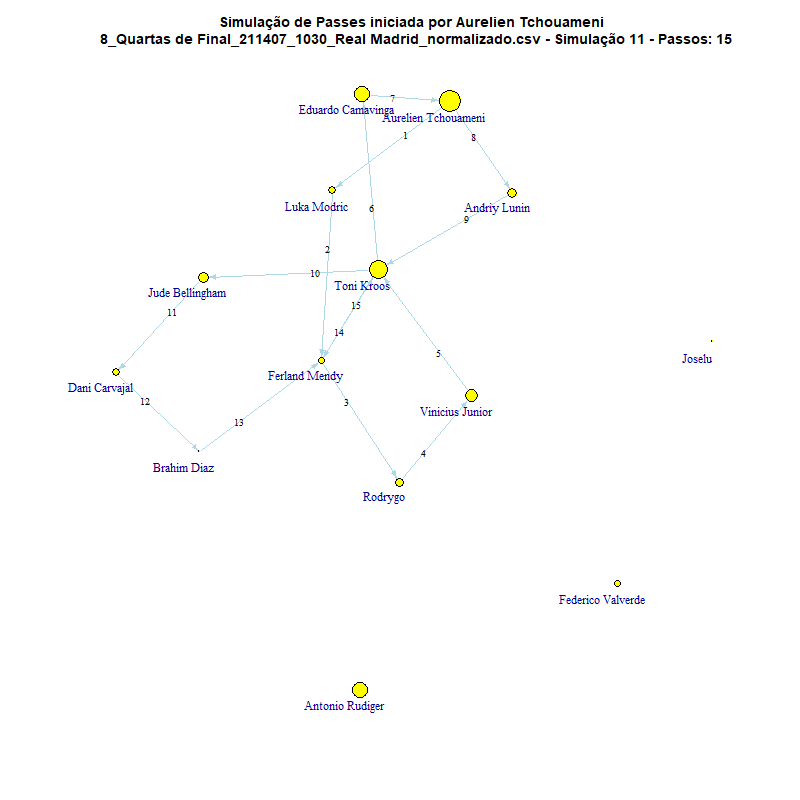 Simulação de Passes iniciada por Aurelien Tchouameni
8_Quartas de Final_211407_1030_Real Madrid_normalizado.csv - Simulação 11 - Passos: 15
7
Eduardo Camavinga
Aurelien Tchouameni
1
8
Luka Modric
Andriy Lunin
6
9
2
10
Toni Kroos
Jude Bellingham
15
11
14
Joselu
5
Ferland Mendy
Dani Carvajal
12
3
Vinicius Junior
13
4
Brahim Diaz
Rodrygo
Federico Valverde
Antonio Rudiger